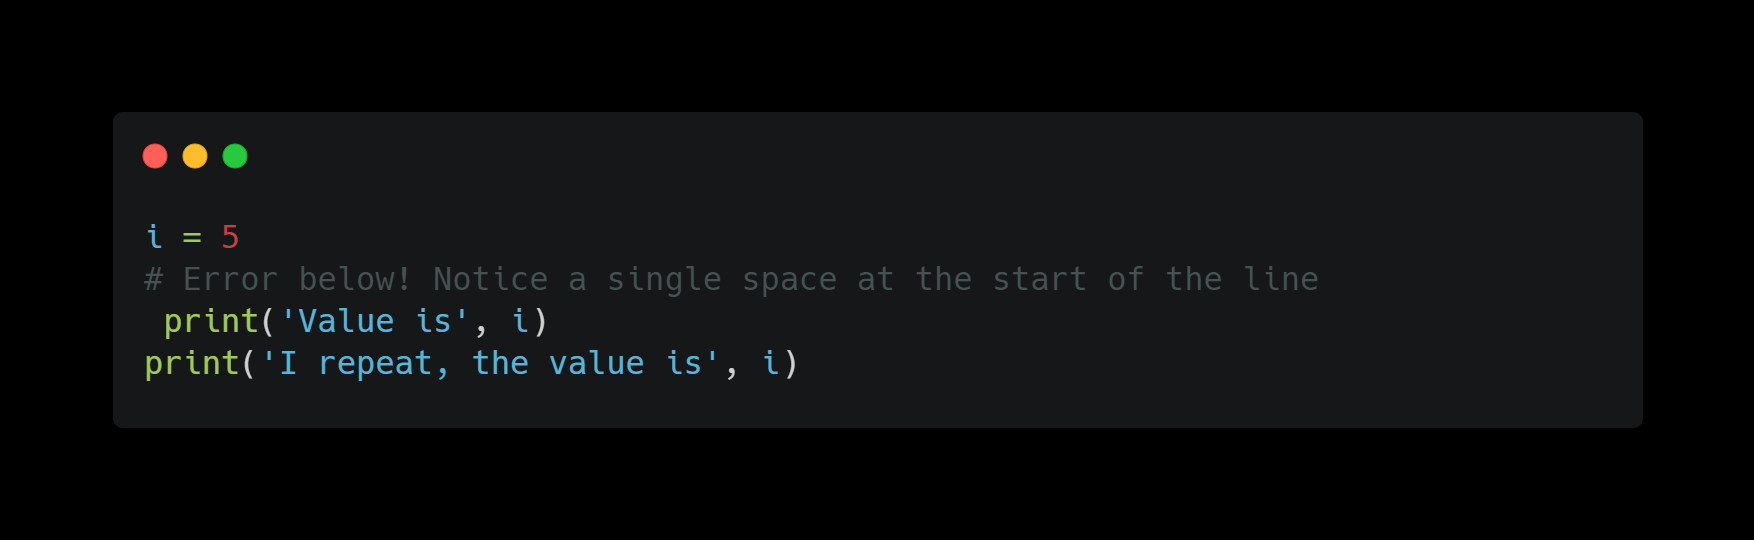 i = 5
# Error below! Notice a single space at the start of the line
 print('Value is', i)
print('I repeat, the value is', i)